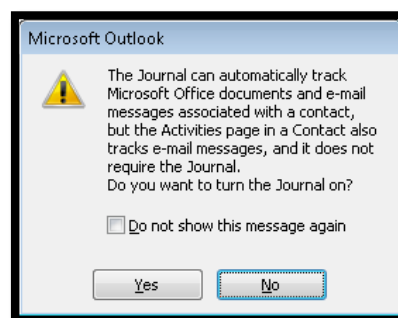 Microsoft Outlook
The Journal can automatically track
Microsoft Office documents and e-mail
messages associated with a contact,
but the Activities page in a Contact also
tracks e-mail messages, and it does not
require the Journal.
Do you want to turn the Journal on?
Do not show this message again
Yes No